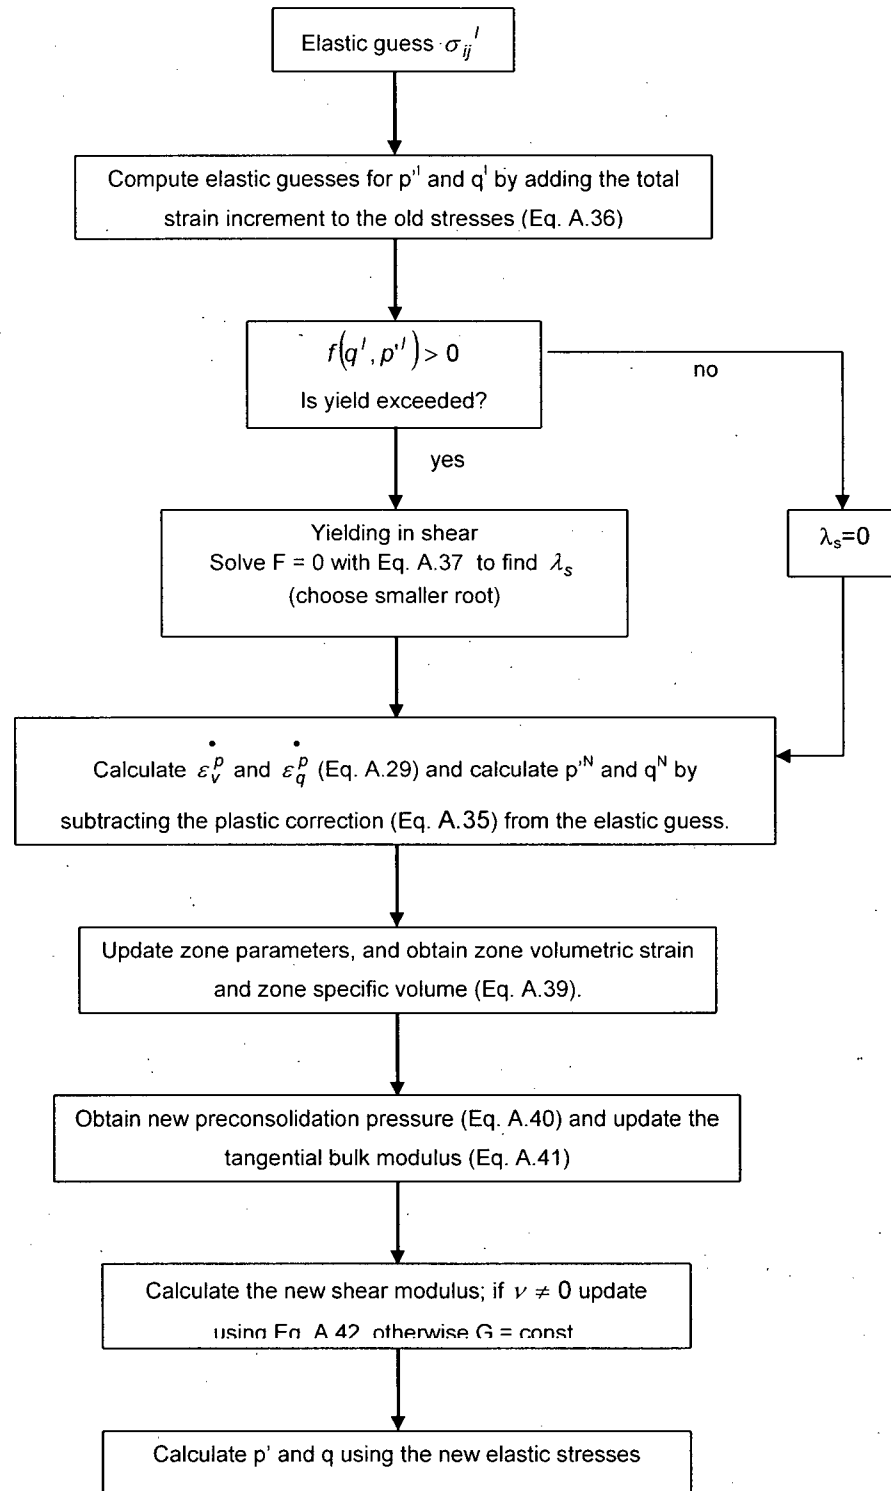 Elastic guess σ_ij^I
Compute elastic guesses for p'^I and q^I by adding the total
strain increment to the old stresses (Eq. A.36)
f(q^I, p'^I) > 0
Is yield exceeded?
no
yes
Yielding in shear
Solve F = 0 with Eq. A.37 to find λ_s
(choose smaller root)
λ_s=0
Calculate ε̇_v^p and ε̇_q^p (Eq. A.29) and calculate p'^N and q^N by
subtracting the plastic correction (Eq. A.35) from the elastic guess.
Update zone parameters, and obtain zone volumetric strain
and zone specific volume (Eq. A.39).
Obtain new preconsolidation pressure (Eq. A.40) and update the
tangential bulk modulus (Eq. A.41)
Calculate the new shear modulus; if ν ≠ 0 update
using Eq. A.42, otherwise G = const
Calculate p' and q using the new elastic stresses